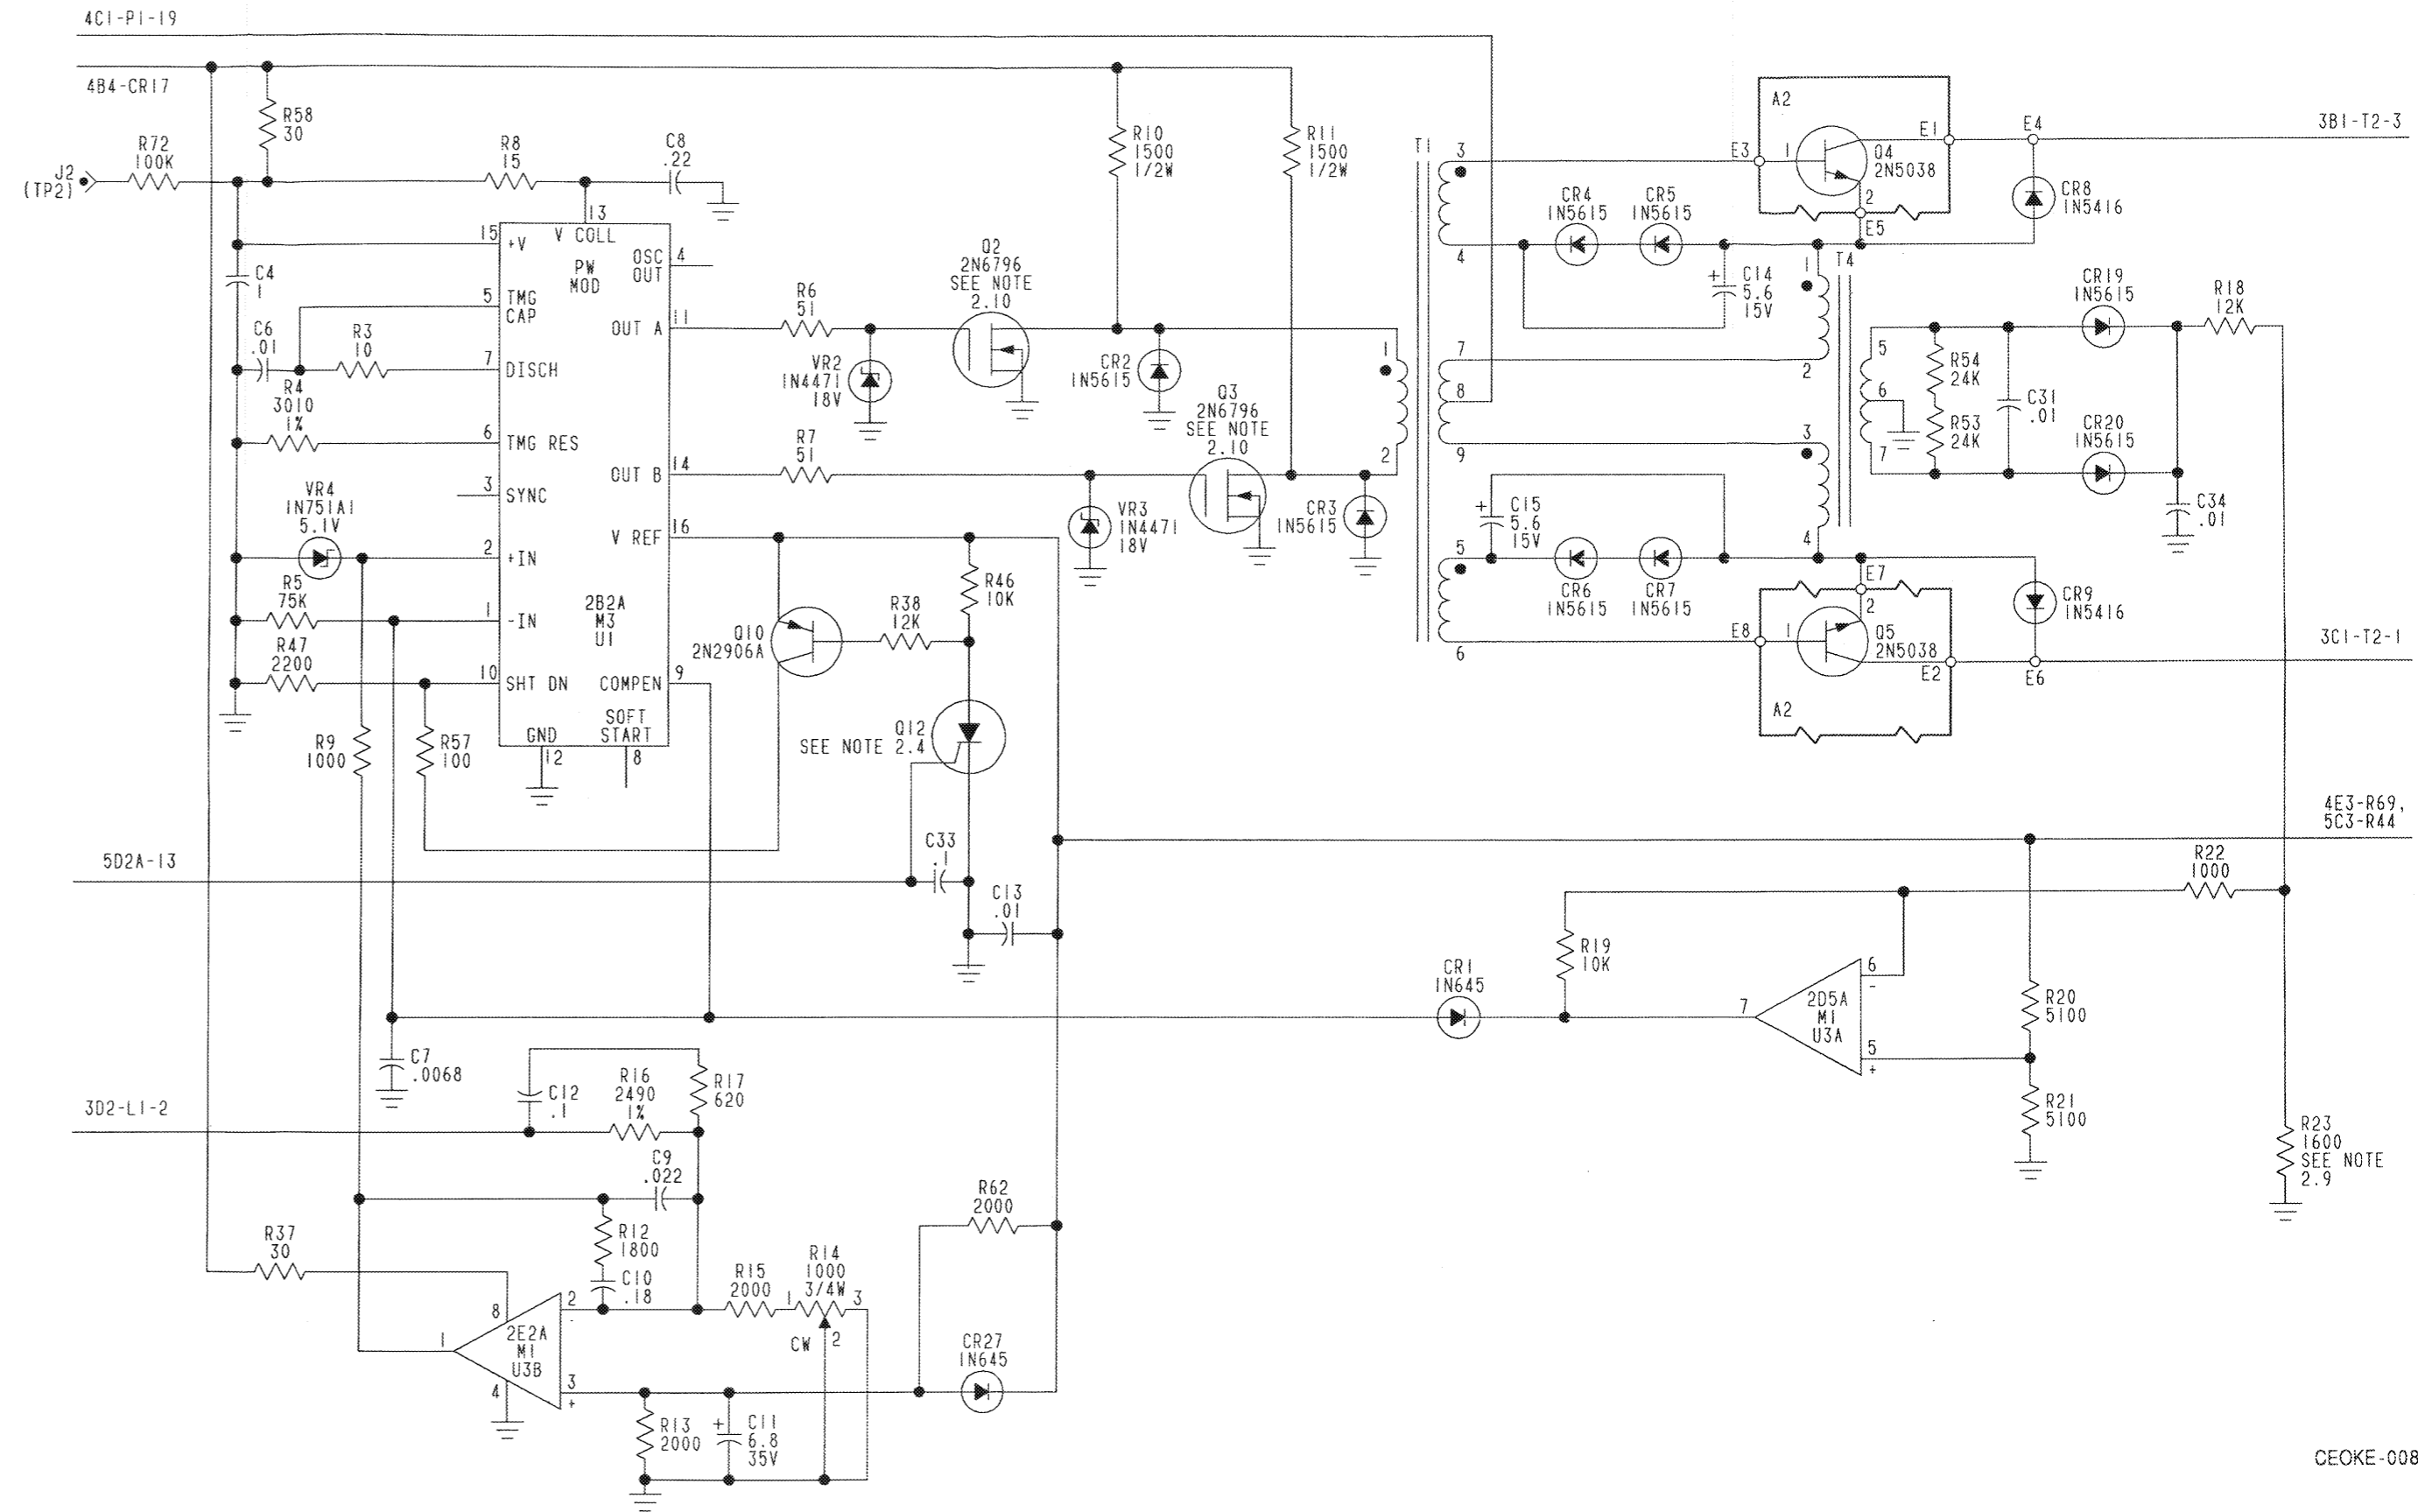 4C1-P1-19
4B4-CR17
R58
30
R72
100K
J2
(TP2)
R8
15
C8
.22
13
V COLL
15
+V
PW
MOD
OSC
OUT
4
C4
1
5
TMG
CAP
C6
.01
R3
10
7
DISCH
R4
3010
1%
6
TMG RES
3
SYNC
VR4
1N751A1
5.1V
2
+IN
R5
75K
1
-IN
R47
2200
10
SHT DN
2B2A
M3
U1
OUT A
11
OUT B
14
V REF
16
COMPEN
9
SOFT
START
8
GND
12
R9
1000
R57
100
R6
51
VR2
1N4471
18V
Q2
2N6796
SEE NOTE
2.10
R10
1500
1/2W
R11
1500
1/2W
CR2
1N5615
R7
51
Q3
2N6796
SEE NOTE
2.10
VR3
1N4471
18V
CR3
1N5615
Q10
2N2906A
R38
12K
R46
10K
Q12
SEE NOTE 2.4
C33
.1
C13
.01
5D2A-13
T1
1
2
3
4
7
8
9
5
6
CR4
1N5615
CR5
1N5615
+
C14
5.6
15V
A2
E3
1
Q4
2N5038
2
E1
E5
E4
CR8
1N5416
3B1-T2-3
T4
1
2
3
4
5
6
7
R54
24K
R53
24K
C31
.01
CR19
1N5615
CR20
1N5615
R18
12K
C34
.01
+
C15
5.6
15V
CR6
1N5615
CR7
1N5615
E7
2
E8
1
Q5
2N5038
E2
A2
E6
CR9
1N5416
3C1-T2-1
4E3-R69,
5C3-R44
R22
1000
R19
10K
CR1
1N645
7
2D5A
M1
U3A
6
-
5
+
R20
5100
R21
5100
R23
1600
SEE NOTE
2.9
C7
.0068
3D2-L1-2
C12
.1
R16
2490
1%
R17
620
C9
.022
R12
1800
C10
.18
R37
30
8
2
-
1
2E2A
M1
U3B
4
3
+
R15
2000
R14
1000
3/4W
1
3
CW
2
R62
2000
CR27
1N645
R13
2000
+
C11
6.8
35V
CEOKE-008